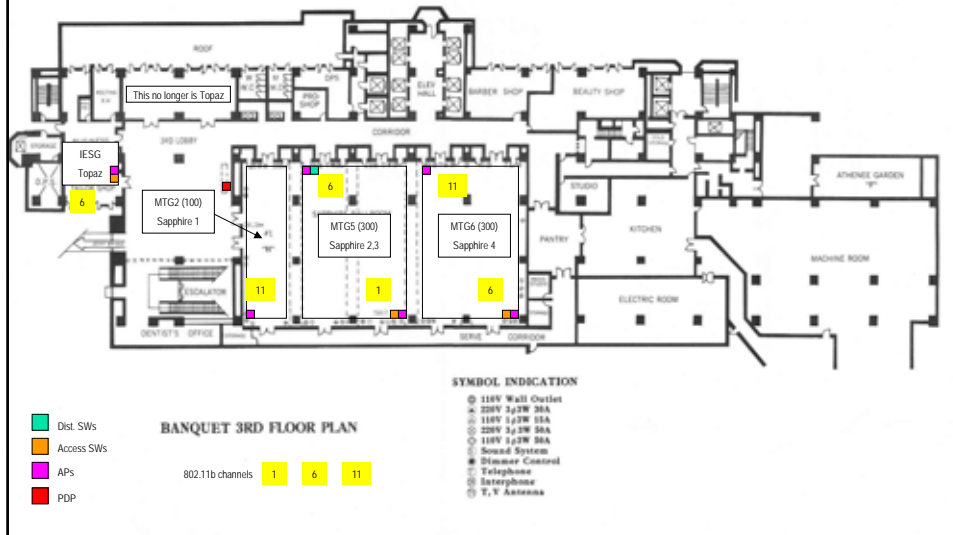 ROOF
W.C
W.C
DPS
PRO-
SHOP
ELEV
HALL
BARBER SHOP
BEAUTY SHOP
This no longer is Topaz
STORAGE
3RD LOBBY
CORRIDOR
IESG
Topaz
TAILOR SHOP
6
MTG2 (100)
Sapphire 1
6
11
MTG5 (300)
Sapphire 2,3
MTG6 (300)
Sapphire 4
STUDIO
PANTRY
KITCHEN
ATHENEE GARDEN
MACHINE ROOM
#1
11
1
6
ESCALATOR
ELECTRIC ROOM
DENTIST'S OFFICE
SERVE CORRIDOR
SYMBOL INDICATION
110V Wall Outlet
220V 3φ3W 30A
110V 1φ3W 15A
220V 3φ3W 50A
110V 1φ3W 50A
Sound System
Dimmer Control
Telephone
Interphone
T,V Antenna
BANQUET 3RD FLOOR PLAN
Dist. SWs
Access SWs
APs
PDP
802.11b channels 1 6 11